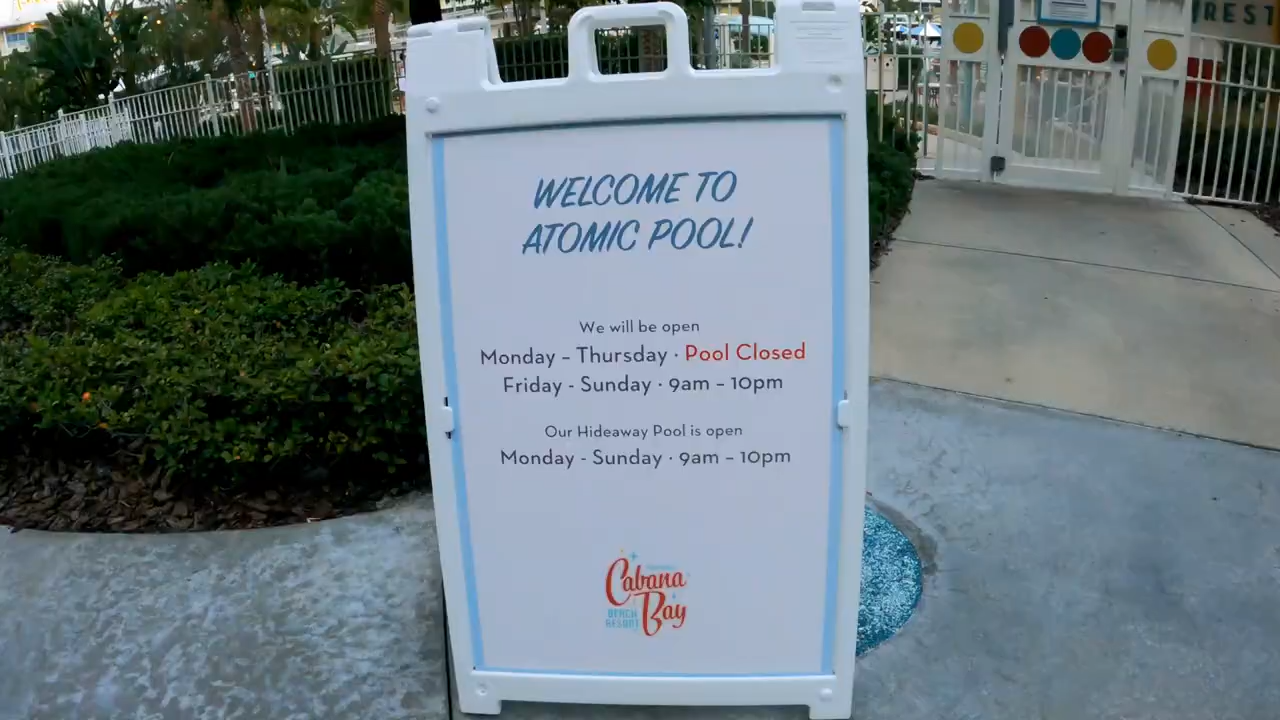 WELCOME TO
ATOMIC POOL!
We will be open
Monday – Thursday · Pool Closed
Friday - Sunday · 9am – 10pm
Our Hideaway Pool is open
Monday - Sunday · 9am – 10pm
Cabana
Bay
BEACH
RESORT
REST